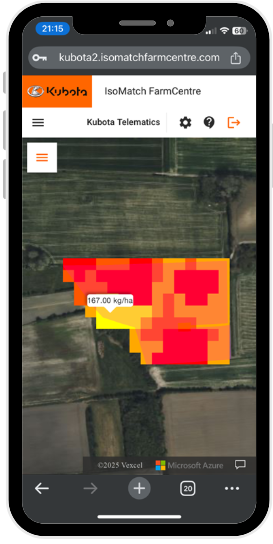 21:15
60
kubota2.isomatchfarmcentre.com
Kubota
IsoMatch FarmCentre
Kubota Telematics
167.00 kg/ha
©2025 Vexcel
Microsoft Azure
20